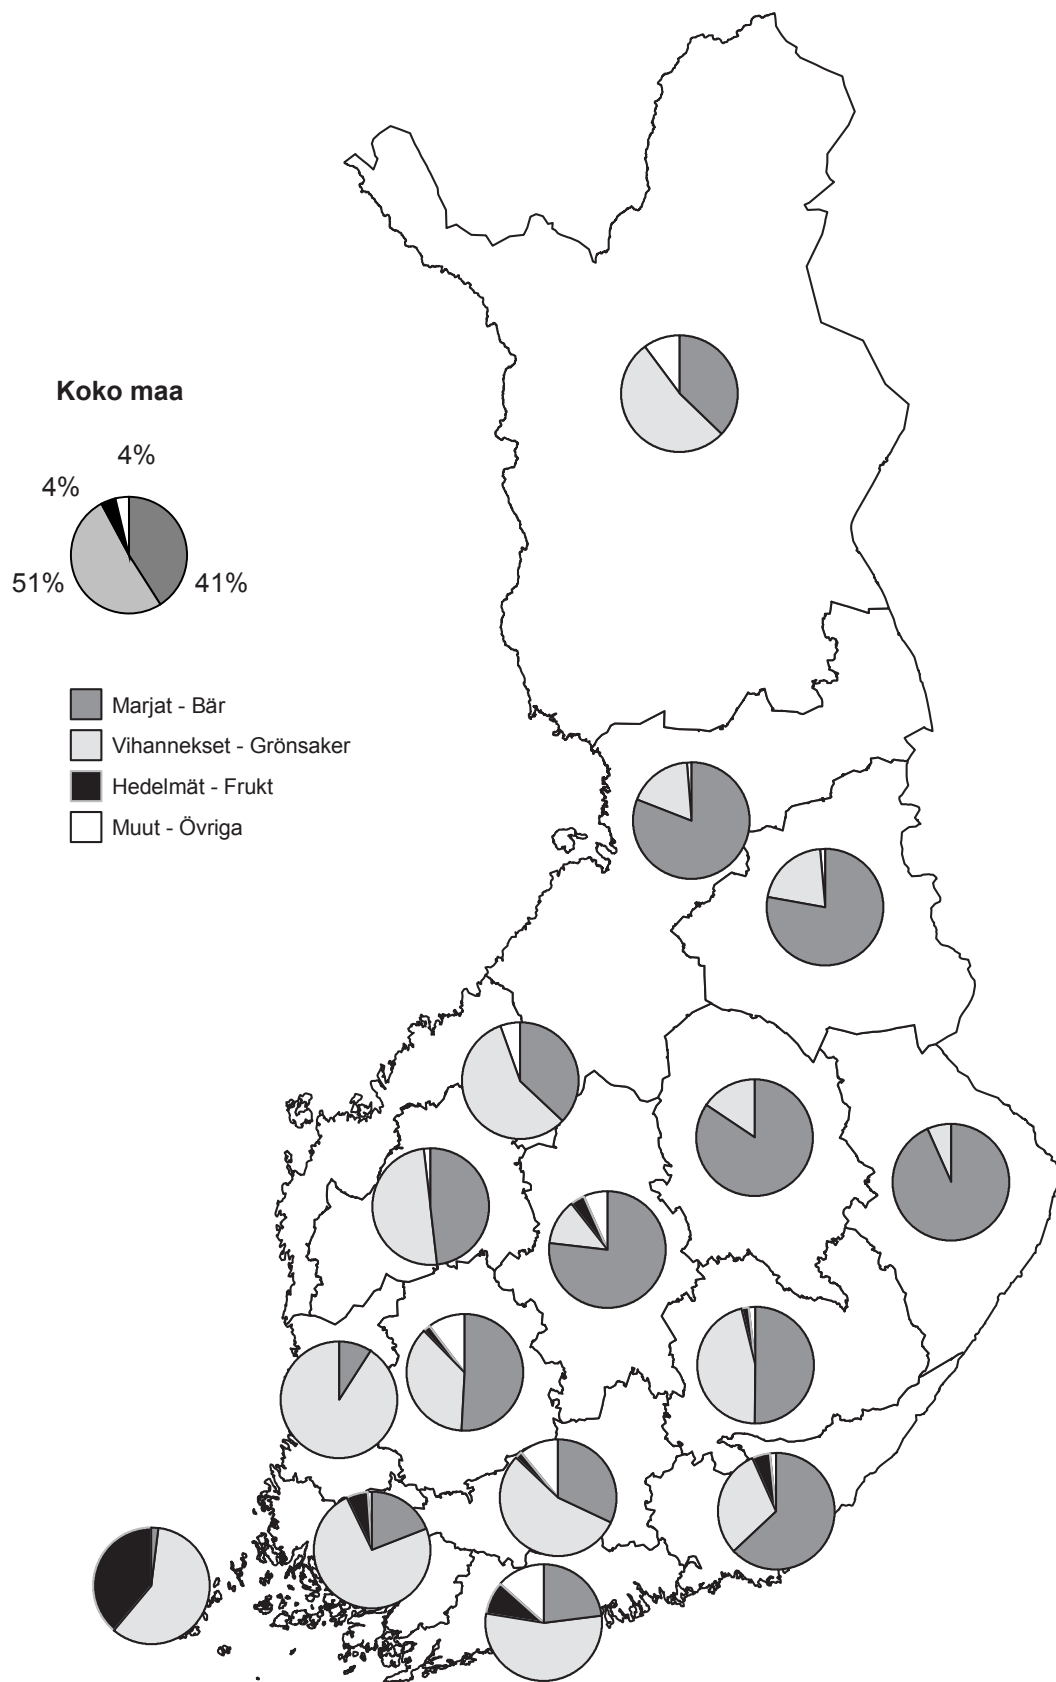 Koko maa
4%
4%
51%
41%
Marjat - Bär
Vihannekset - Grönsaker
Hedelmät - Frukt
Muut - Övriga